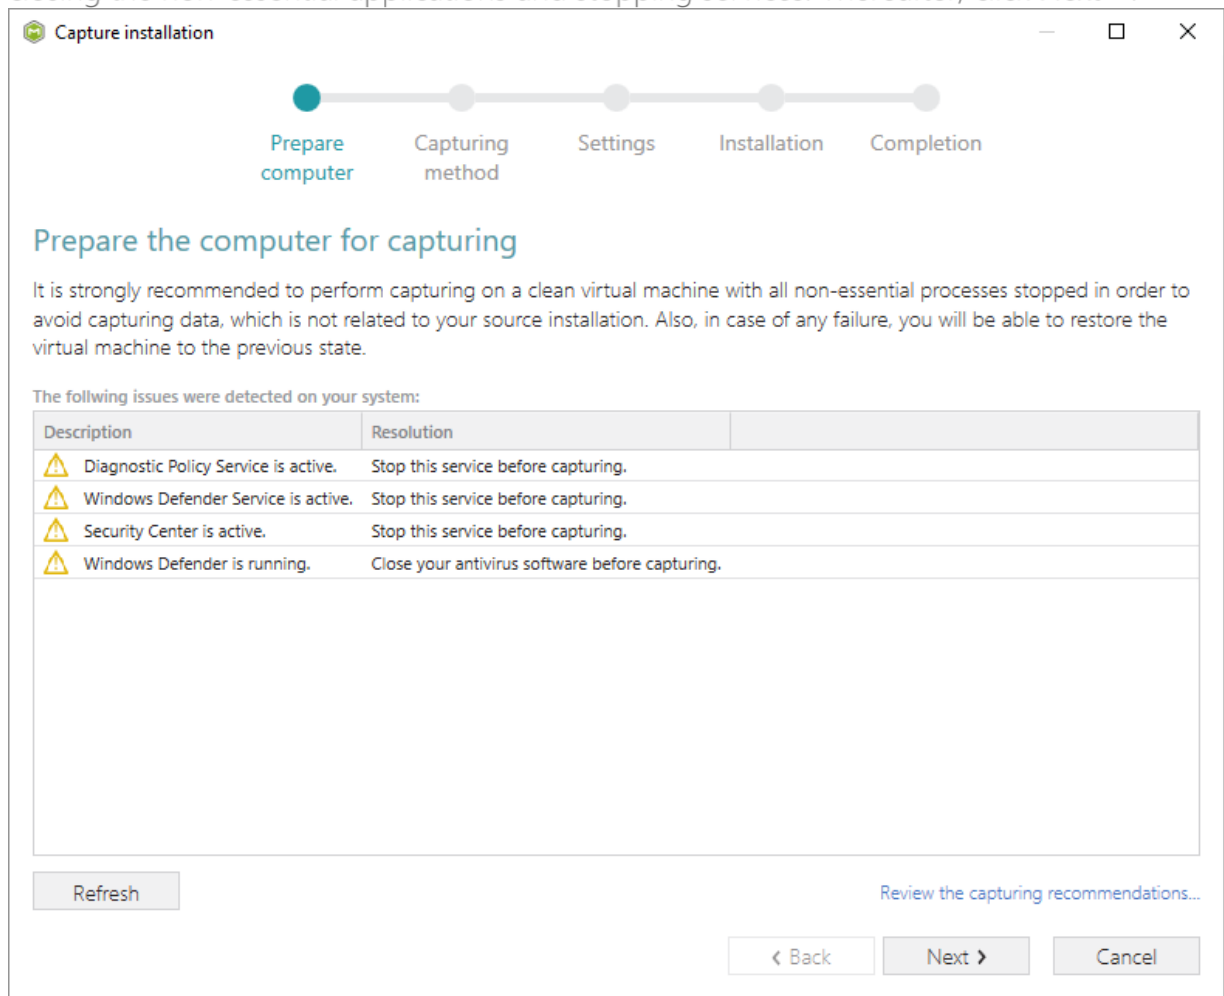 Capture installation
Prepare computer
Capturing method
Settings
Installation
Completion
Prepare the computer for capturing
It is strongly recommended to perform capturing on a clean virtual machine with all non-essential processes stopped in order to
avoid capturing data, which is not related to your source installation. Also, in case of any failure, you will be able to restore the
virtual machine to the previous state.
The follwing issues were detected on your system:
Description Resolution
Diagnostic Policy Service is active. Stop this service before capturing.
Windows Defender Service is active. Stop this service before capturing.
Security Center is active. Stop this service before capturing.
Windows Defender is running. Close your antivirus software before capturing.
Refresh
Review the capturing recommendations...
Back
Next
Cancel